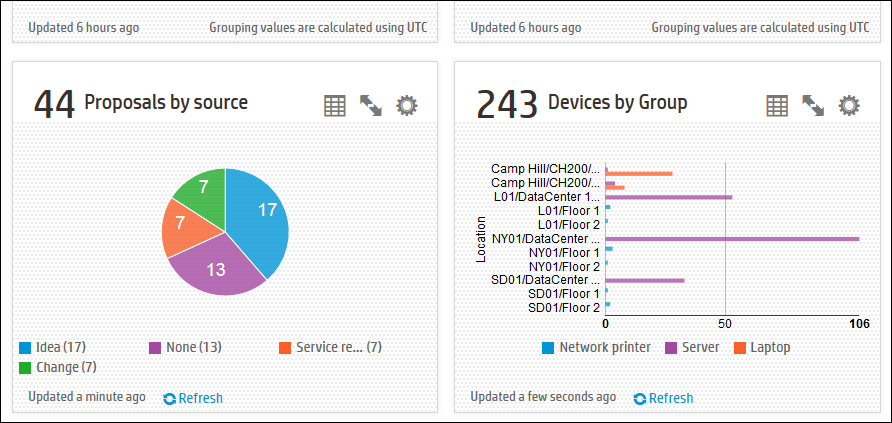 Updated 6 hours ago Grouping values are calculated using UTC
Updated 6 hours ago Grouping values are calculated using UTC
44 Proposals by source
7
17
7
13
Idea (17) None (13) Service re... (7)
Change (7)
Updated a minute ago Refresh
243 Devices by Group
Location
Camp Hill/CH200/...
Camp Hill/CH200/...
L01/DataCenter 1...
L01/Floor 1
L01/Floor 2
NY01/DataCenter ...
NY01/Floor 1
NY01/Floor 2
SD01/DataCenter ...
SD01/Floor 1
SD01/Floor 2
0 50 106
Network printer Server Laptop
Updated a few seconds ago Refresh